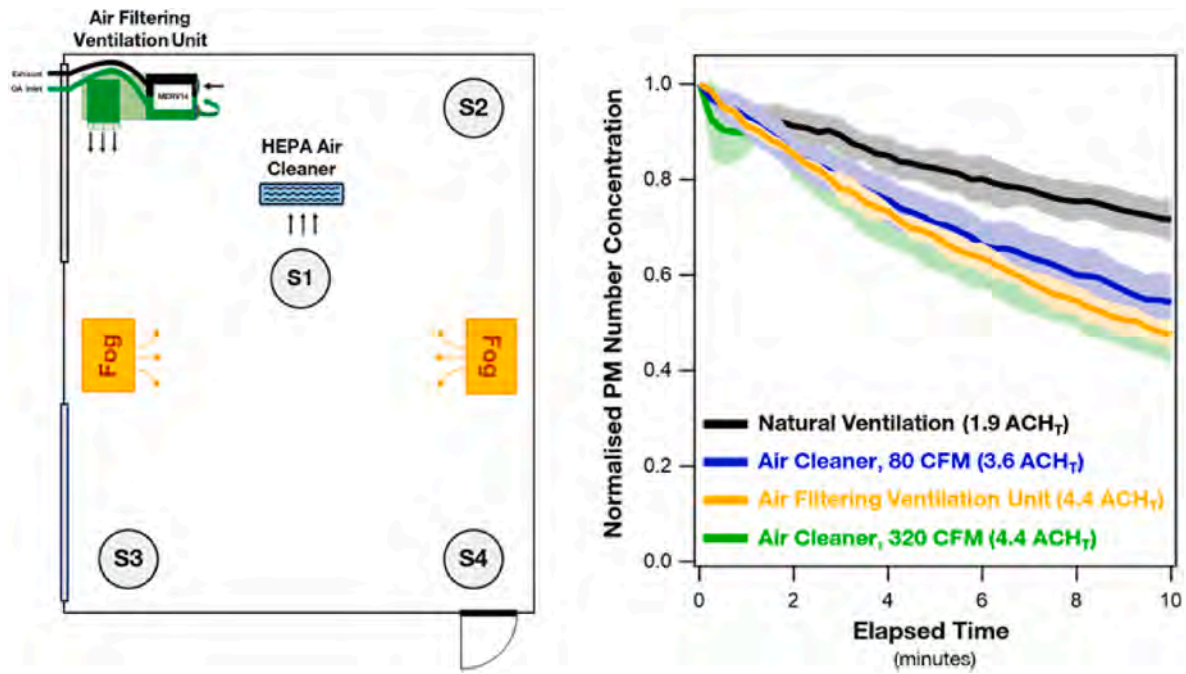 Air Filtering
Ventilation Unit
Exhaust
OA Inlet
MERV14
S2
HEPA Air
Cleaner
S1
Fog
Fog
S3
S4
Normalised PM Number Concentration
1.0
0.8
0.6
0.4
0.2
0.0
Natural Ventilation (1.9 ACHT)
Air Cleaner, 80 CFM (3.6 ACHT)
Air Filtering Ventilation Unit (4.4 ACHT)
Air Cleaner, 320 CFM (4.4 ACHT)
0 2 4 6 8 10
Elapsed Time
(minutes)